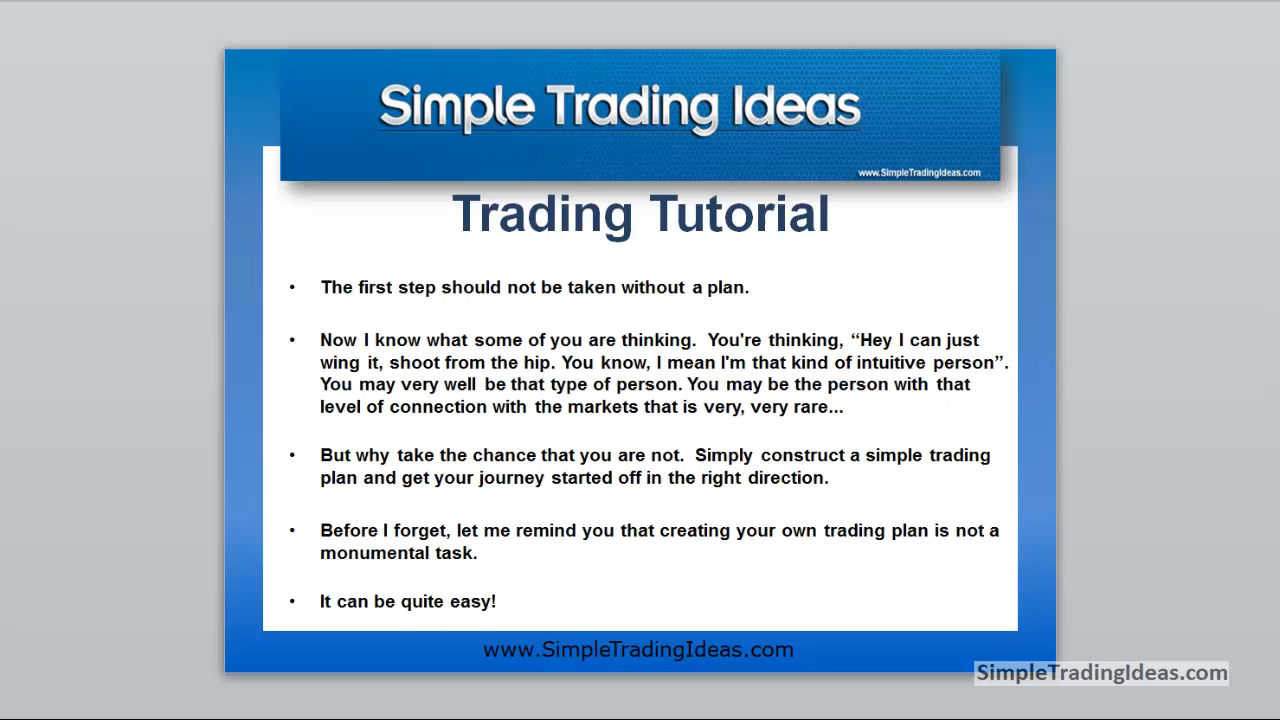 Simple Trading Ideas
www.SimpleTradingIdeas.com
Trading Tutorial
• The first step should not be taken without a plan.
• Now I know what some of you are thinking. You're thinking, “Hey I can just
wing it, shoot from the hip. You know, I mean I'm that kind of intuitive person”.
You may very well be that type of person. You may be the person with that
level of connection with the markets that is very, very rare...
• But why take the chance that you are not. Simply construct a simple trading
plan and get your journey started off in the right direction.
• Before I forget, let me remind you that creating your own trading plan is not a
monumental task.
• It can be quite easy!
www.SimpleTradingIdeas.com
SimpleTradingIdeas.com